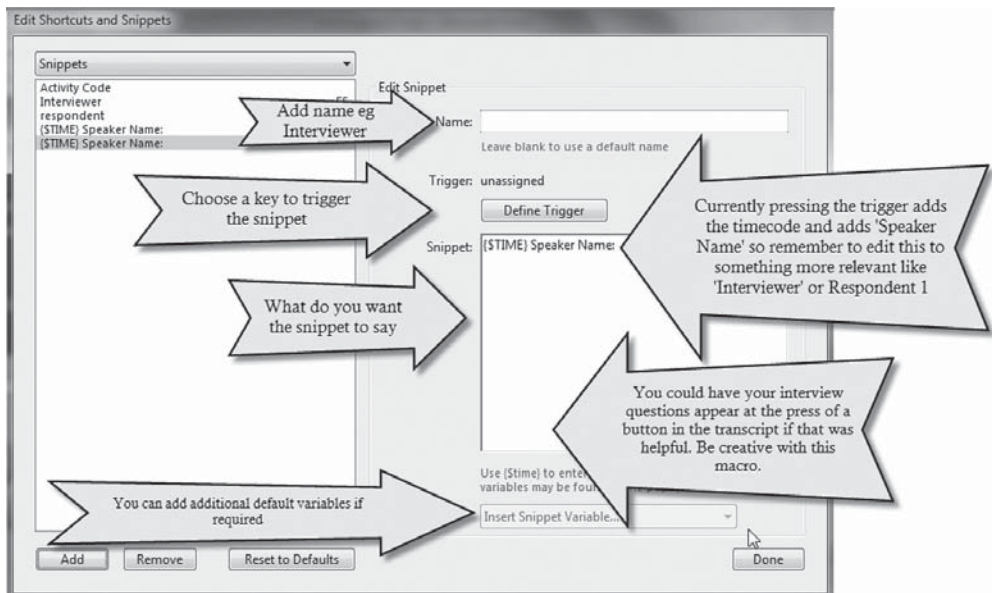 Edit Shortcuts and Snippets
Snippets
Activity Code
Interviewer
respondent
{$TIME} Speaker Name:
{$TIME} Speaker Name:
Add name eg
Interviewer
Edit Snippet
Name:
Leave blank to use a default name
Choose a key to trigger
the snippet
Trigger: unassigned
Define Trigger
Snippet:
{$TIME} Speaker Name:
Currently pressing the trigger adds
the timecode and adds 'Speaker
Name' so remember to edit this to
something more relevant like
'Interviewer' or Respondent 1
What do you want
the snippet to say
You could have your interview
questions appear at the press of a
button in the transcript if that was
helpful. Be creative with this
macro.
Use {$time} to enter
variables may be
You can add additional default variables if
required
Insert Snippet Variable...
Add
Remove
Reset to Defaults
Done